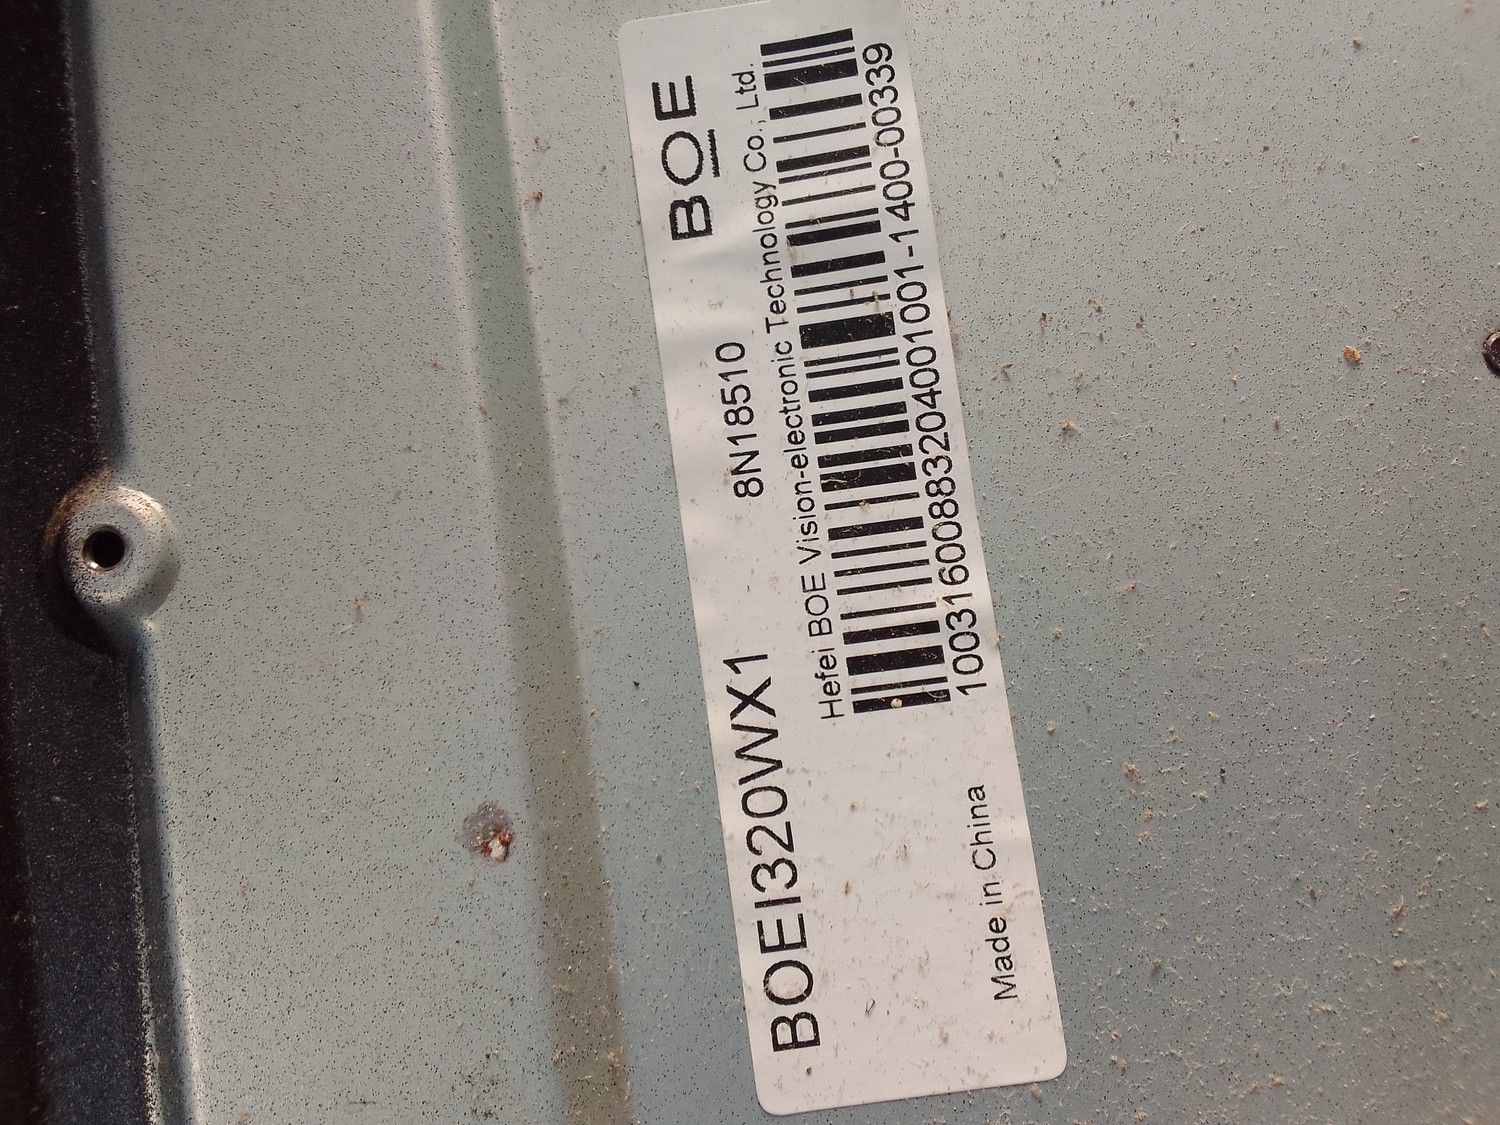 BOEI320WX1
8N18510
BOE
Hefei BOE Vision-electronic Technology Co., Ltd.
10031600883204001001-1400-00339
Made in China